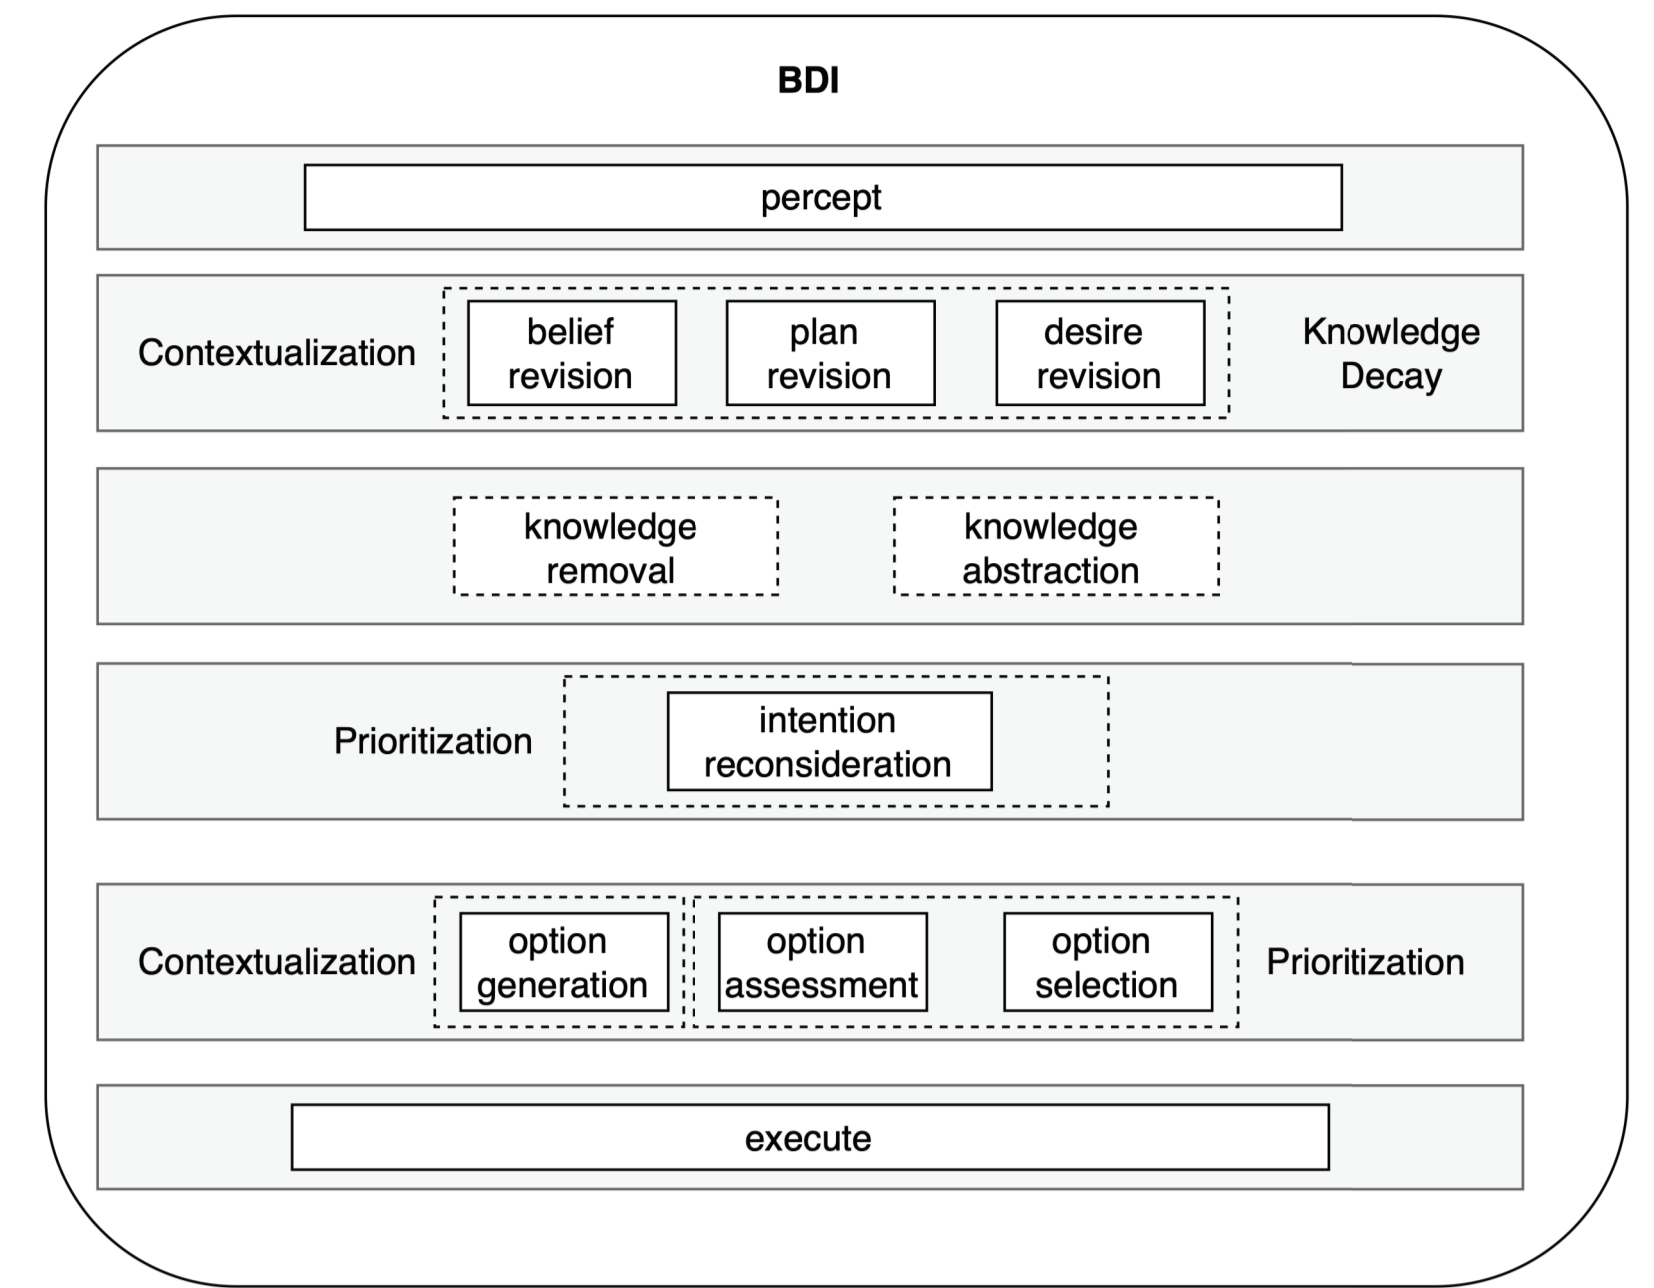 BDI
percept
Contextualization
belief
revision
plan
revision
desire
revision
Knowledge
Decay
knowledge
removal
knowledge
abstraction
Prioritization
intention
reconsideration
Contextualization
option
generation
option
assessment
option
selection
Prioritization
execute